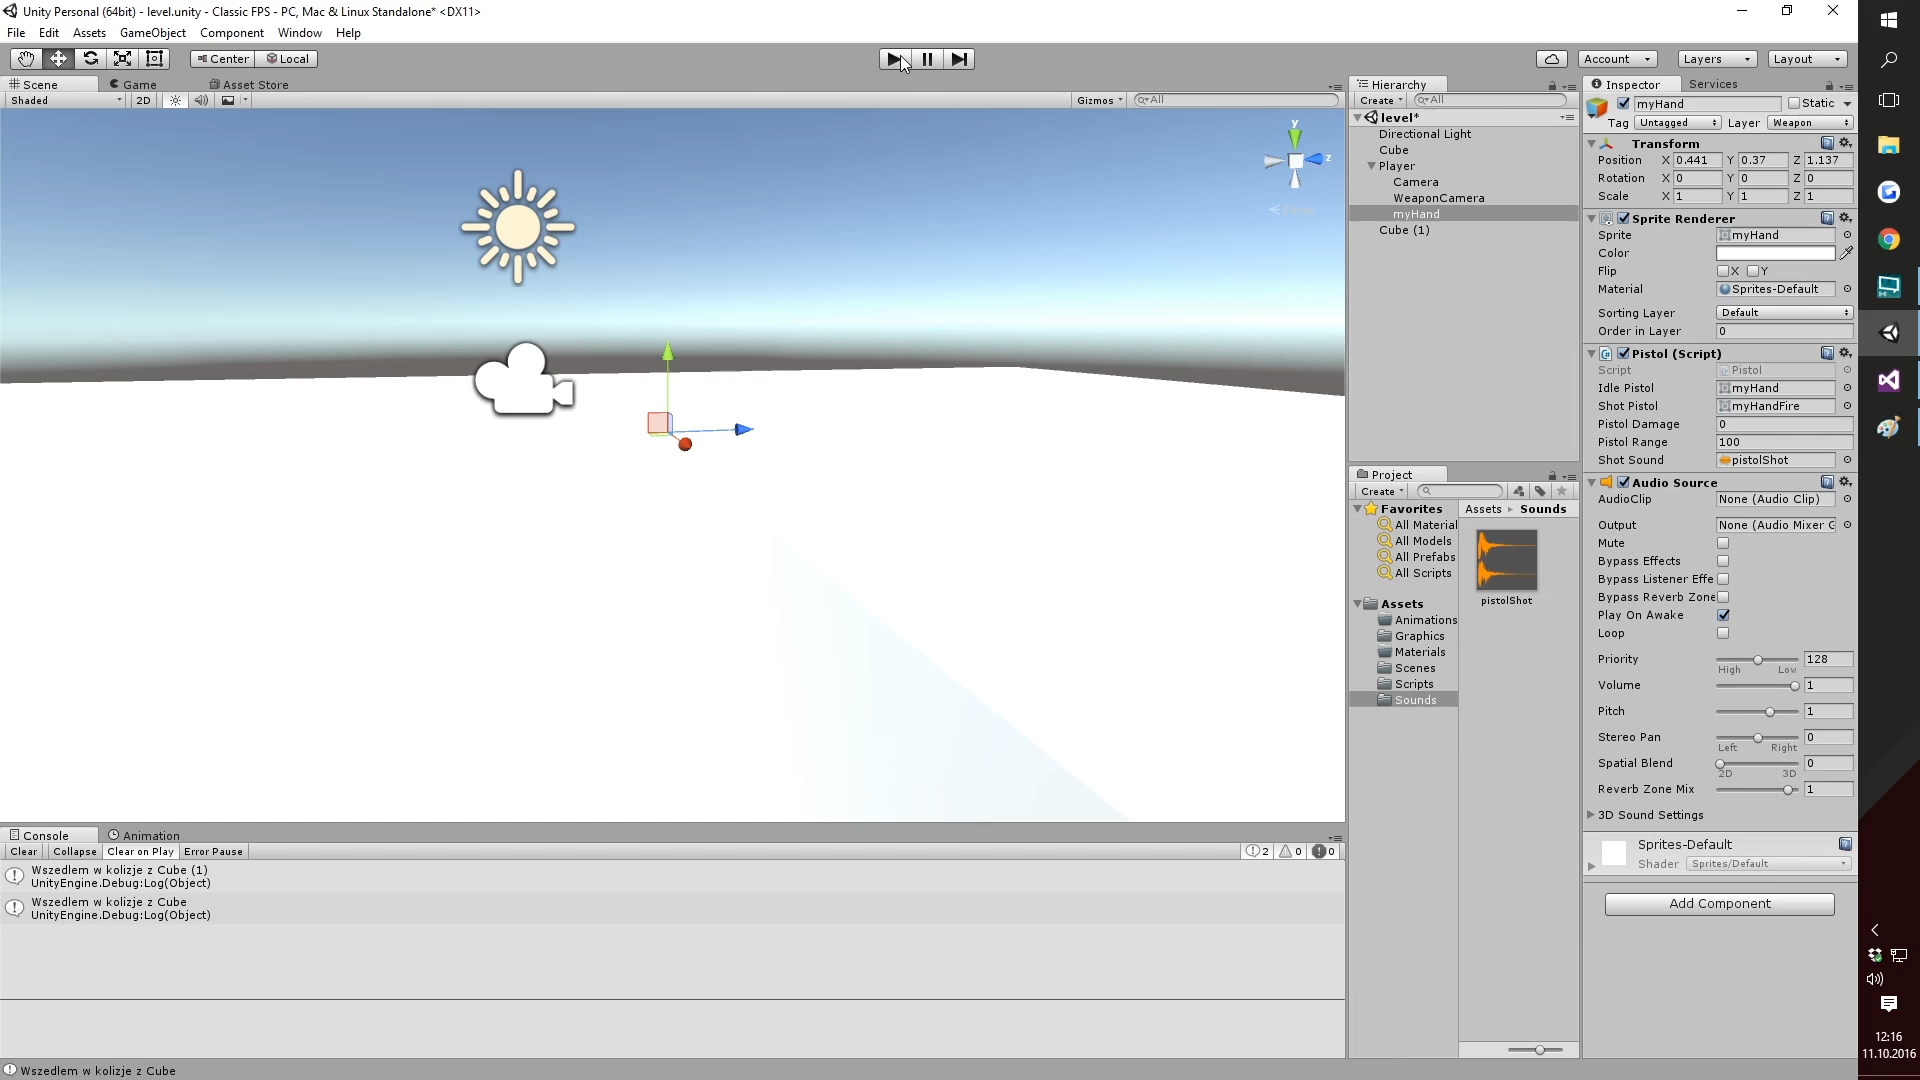 Unity Personal (64bit) - level.unity - Classic FPS - PC, Mac & Linux Standalone* <DX11>
File Edit Assets GameObject Component Window Help
Center Local
Account Layers Layout
Scene Game Asset Store
Shaded 2D Gizmos All
y
z
Hierarchy
Create All
level*
Directional Light
Cube
Player
Camera
WeaponCamera
myHand
Cube (1)
Project
Create
Favorites
All Material
All Models
All Prefabs
All Scripts
Assets
Animations
Graphics
Materials
Scenes
Scripts
Sounds
Assets Sounds
pistolShot
Inspector Services
myHand Static
Tag Untagged Layer Weapon
Transform
Position X 0.441 Y 0.37 Z 1.137
Rotation X 0 Y 0 Z 0
Scale X 1 Y 1 Z 1
Sprite Renderer
Sprite myHand
Color
Flip X Y
Material Sprites-Default
Sorting Layer Default
Order in Layer 0
Pistol (Script)
Script Pistol
Idle Pistol myHand
Shot Pistol myHandFire
Pistol Damage 0
Pistol Range 100
Shot Sound pistolShot
Audio Source
AudioClip None (Audio Clip)
Output None (Audio Mixer G
Mute
Bypass Effects
Bypass Listener Effe
Bypass Reverb Zone
Play On Awake
Loop
Priority 128
High Low
Volume 1
Pitch 1
Stereo Pan 0
Left Right
Spatial Blend 0
2D 3D
Reverb Zone Mix 1
3D Sound Settings
Sprites-Default
Shader Sprites/Default
Add Component
Console Animation
Clear Collapse Clear on Play Error Pause 2 0 0
Wszedlem w kolizje z Cube (1)
UnityEngine.Debug:Log(Object)
Wszedlem w kolizje z Cube
UnityEngine.Debug:Log(Object)
Wszedlem w kolizje z Cube
12:16
11.10.2016